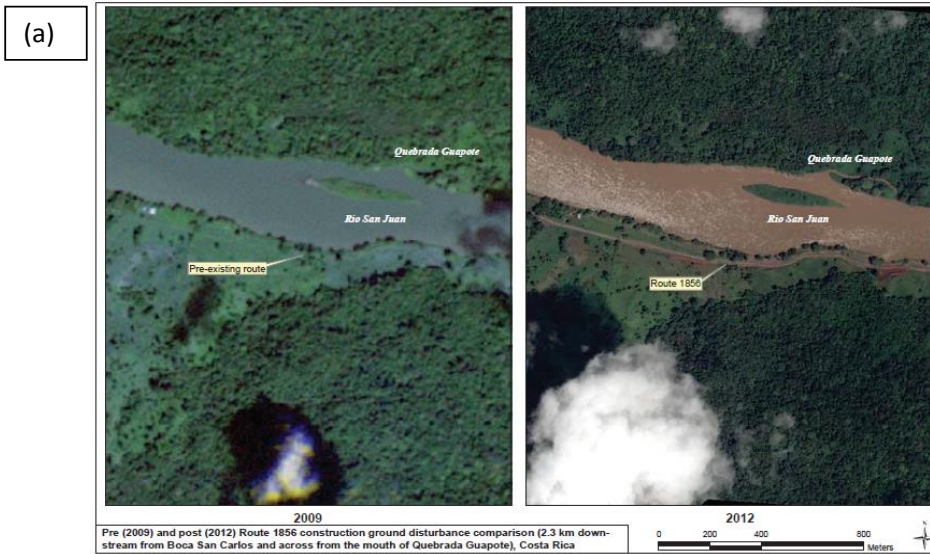 (a)
Quebrada Guapote
Rio San Juan
Pre-existing route
Quebrada Guapote
Rio San Juan
Route 1856
2009
2012
Pre (2009) and post (2012) Route 1856 construction ground disturbance comparison (2.3 km down-
stream from Boca San Carlos and across from the mouth of Quebrada Guapote), Costa Rica
0 200 400 800
Meters
N